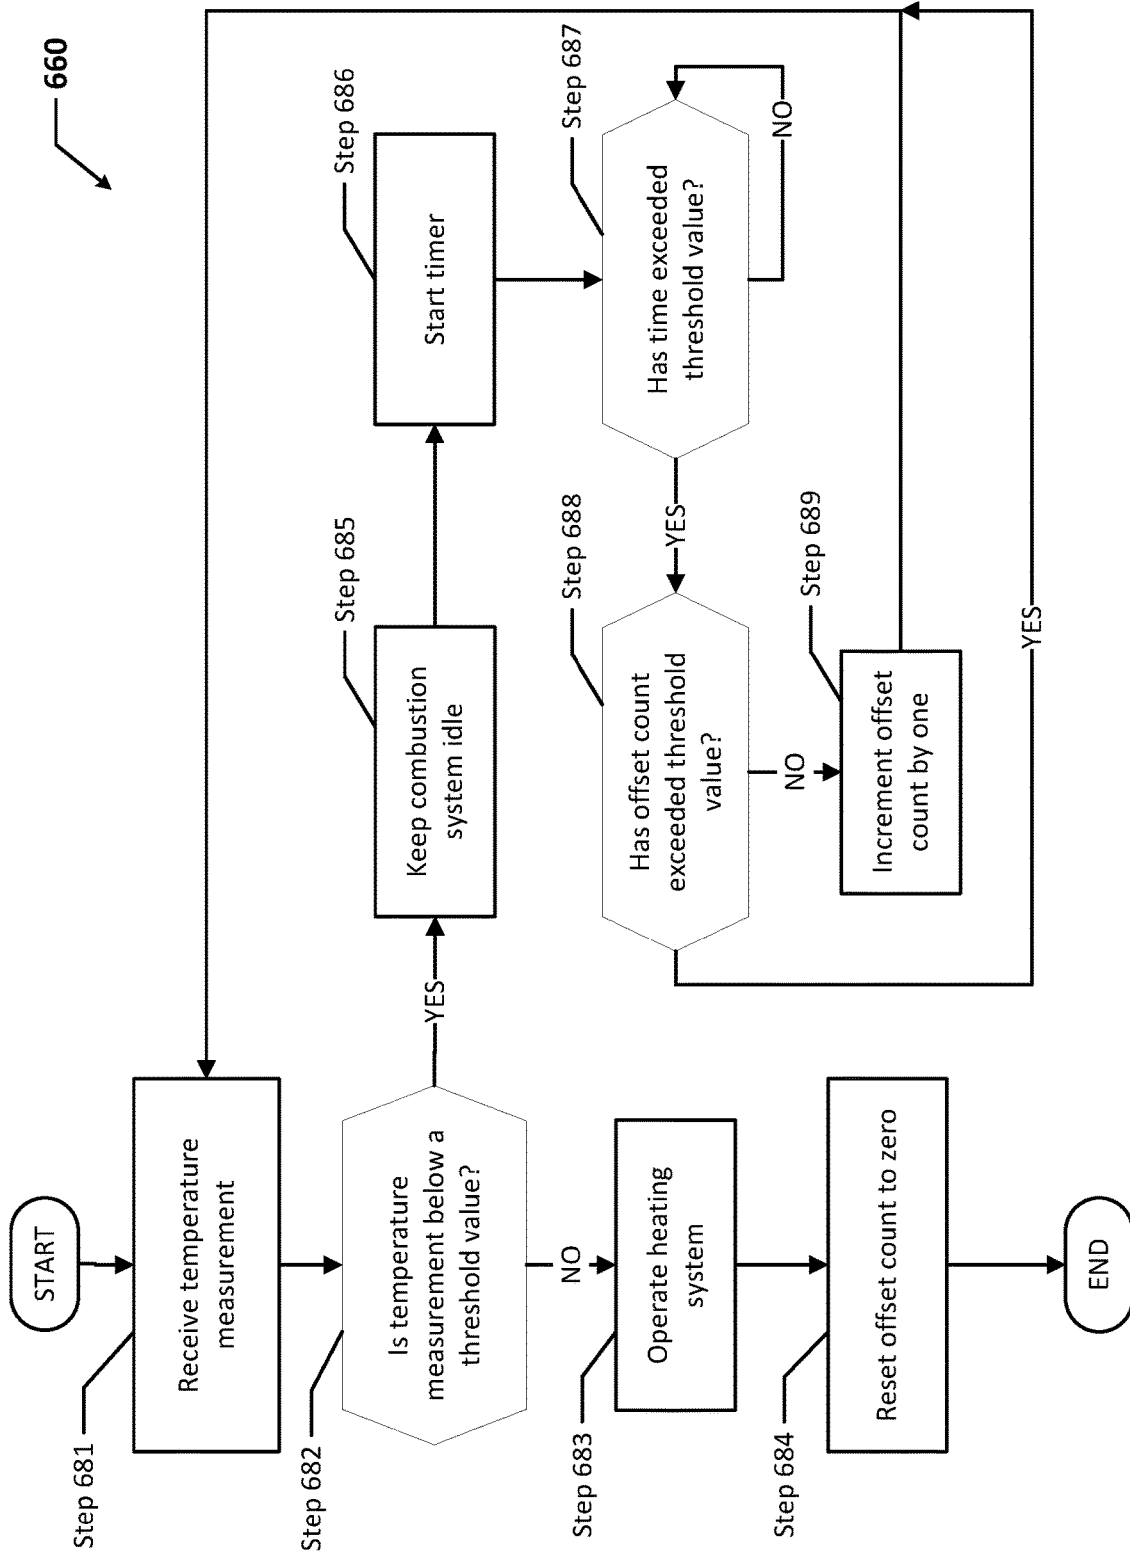 660
START
Step 681
Receive temperature
measurement
Step 682
Is temperature
measurement below a
threshold value?
YES
NO
Step 683
Operate heating
system
Step 684
Reset offset count to zero
END
Step 685
Keep combustion
system idle
Step 686
Start timer
Step 687
Has time exceeded
threshold value?
NO
YES
Step 688
Has offset count
exceeded threshold
value?
NO
Step 689
Increment offset
count by one
YES